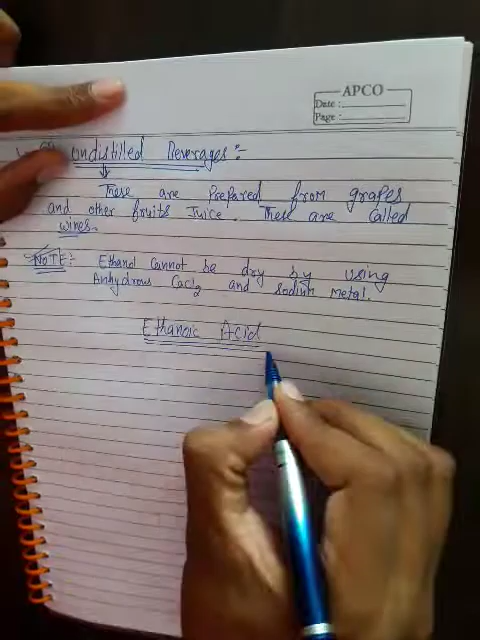 APCO
Date :
Page :
undistilled Beverages :-
These are Prepared from grapes
and other fruits Juice. These are Called
wines.
NOTE :- Ethanol Cannot be dry by using
Anhydrous CaCl2 and Sodium Metal.
Ethanoic Acid